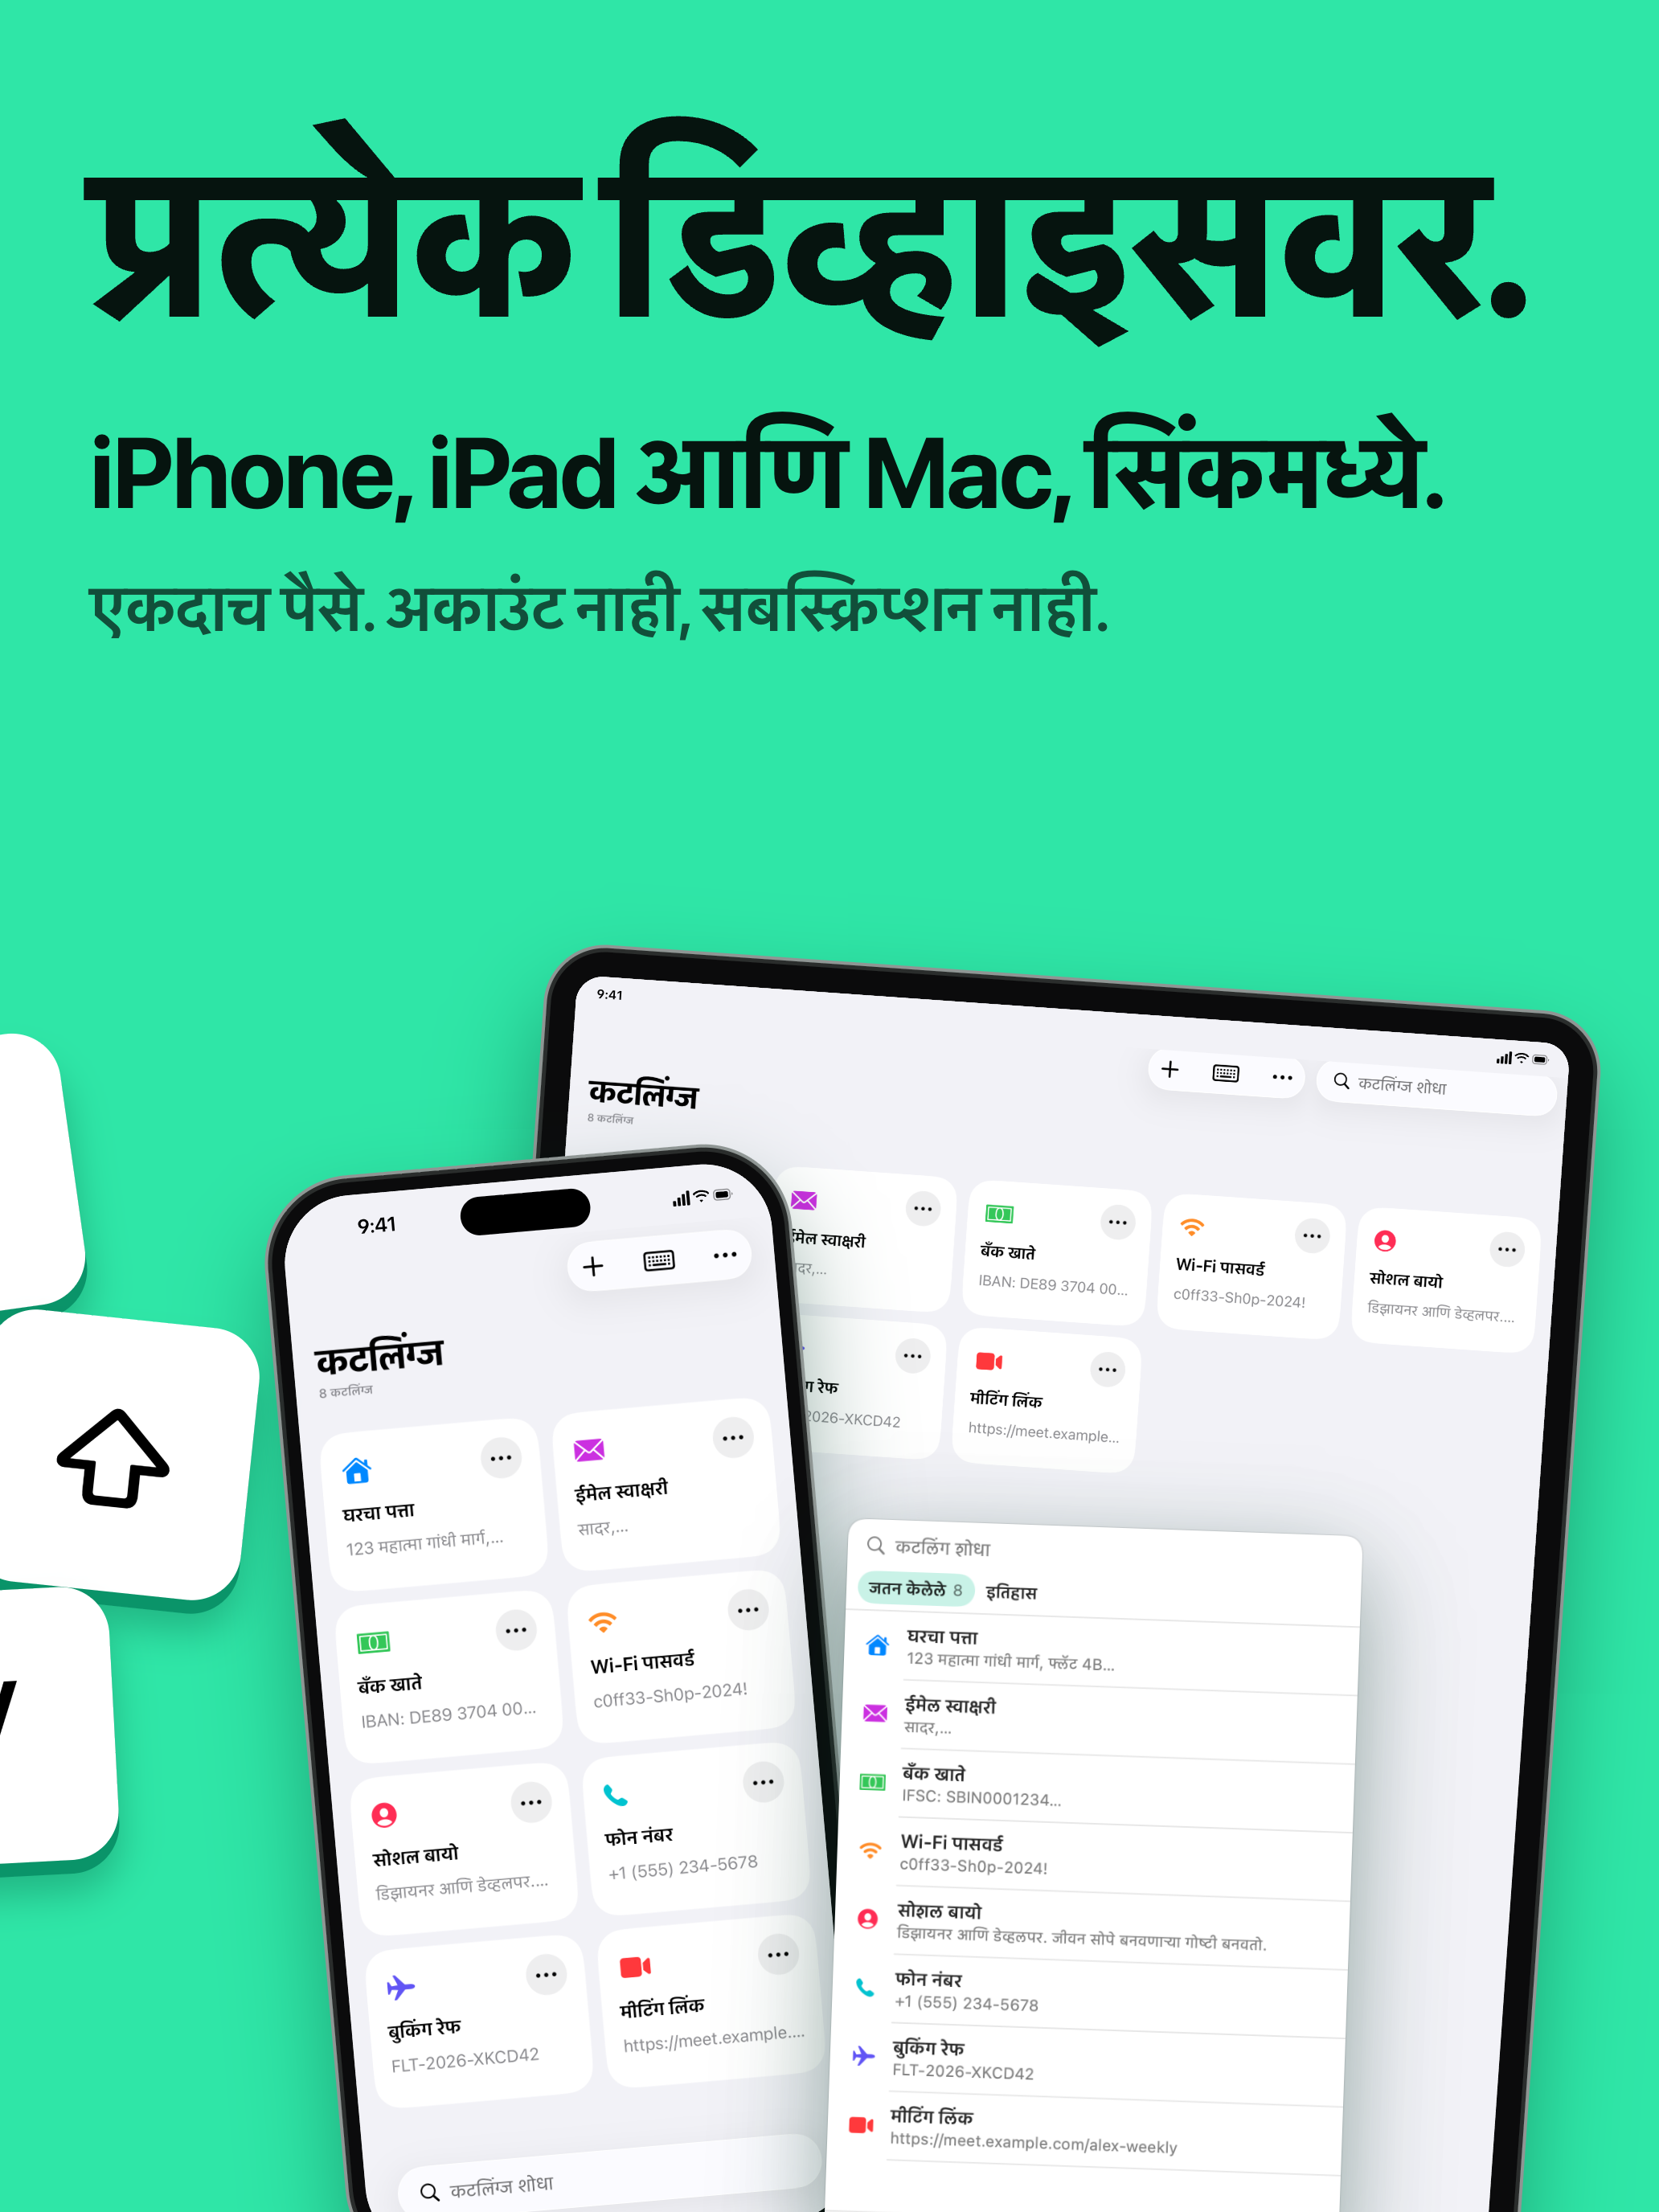 प्रत्येक डिव्हाइसवर.
iPhone, iPad आणि Mac, सिंकमध्ये.
एकदाच पैसे. अकाउंट नाही, सबस्क्रिप्शन नाही.
9:41
कटलिंग्ज शोधा
कटलिंग्ज
8 कटलिंग्ज
स्वाक्षरी
बँक खाते
IBAN: DE89 3704 00...
Wi-Fi पासवर्ड
c0ff33-Sh0p-2024!
सोशल बायो
डिझायनर आणि डेव्हलपर....
रेफ
2026-XKCD42
मीटिंग लिंक
https://meet.example...
9:41
कटलिंग्ज
8 कटलिंग्ज
घरचा पत्ता
123 महात्मा गांधी मार्ग,...
ईमेल स्वाक्षरी
सादर,...
बँक खाते
IBAN: DE89 3704 00...
Wi-Fi पासवर्ड
c0ff33-Sh0p-2024!
सोशल बायो
डिझायनर आणि डेव्हलपर....
फोन नंबर
+1 (555) 234-5678
बुकिंग रेफ
FLT-2026-XKCD42
मीटिंग लिंक
https://meet.example....
कटलिंग्ज शोधा
कटलिंग शोधा
जतन केलेले 8 इतिहास
घरचा पत्ता
123 महात्मा गांधी मार्ग, फ्लॅट 4B...
ईमेल स्वाक्षरी
सादर,...
बँक खाते
IFSC: SBIN0001234...
Wi-Fi पासवर्ड
c0ff33-Sh0p-2024!
सोशल बायो
डिझायनर आणि डेव्हलपर. जीवन सोपे बनवणाऱ्या गोष्टी बनवतो.
फोन नंबर
+1 (555) 234-5678
बुकिंग रेफ
FLT-2026-XKCD42
मीटिंग लिंक
https://meet.example.com/alex-weekly